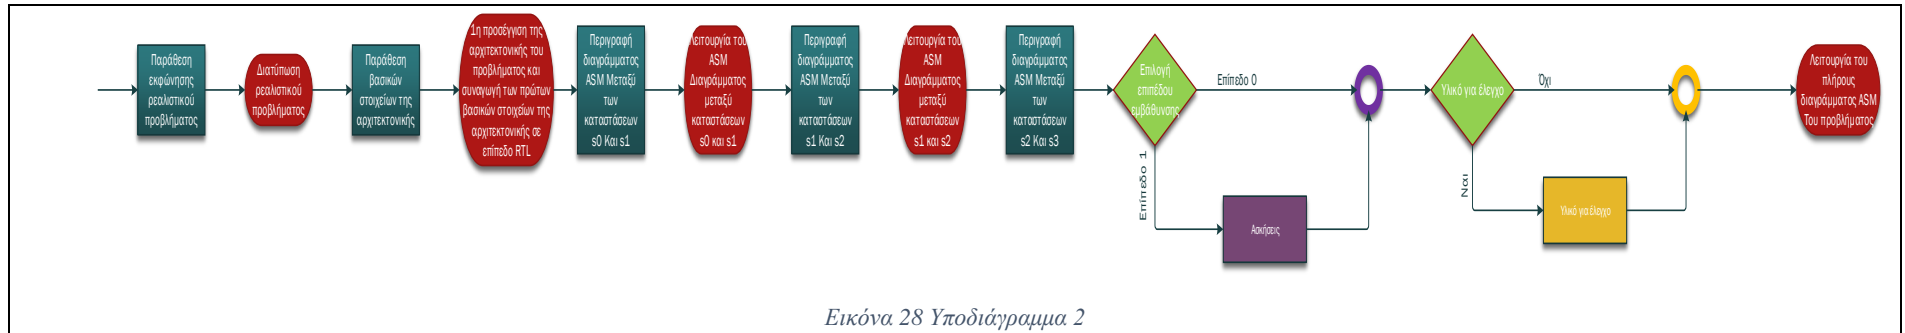 Παράθεση
εκφώνησης
ρεαλιστικού
προβλήματος
Διατύπωση
ρεαλιστικού
προβλήματος
Παράθεση
βασικών
στοιχείων της
αρχιτεκτονικής
1η προσέγγιση της
αρχιτεκτονικής του
προβλήματος και
συναγωγή των πρώτων
βασικών στοιχείων της
αρχιτεκτονικής σε
επίπεδο RTL
Περιγραφή
διαγράμματος
ASM Μεταξύ
των
καταστάσεων
s0 Και s1
Λειτουργία του
ASM
Διαγράμματος
μεταξύ
καταστάσεων
s0 και s1
Περιγραφή
διαγράμματος
ASM Μεταξύ
των
καταστάσεων
s1 Και s2
Λειτουργία του
ASM
Διαγράμματος
μεταξύ
καταστάσεων
s1 και s2
Περιγραφή
διαγράμματος
ASM Μεταξύ
των
καταστάσεων
s2 Και s3
Επιλογή
επιπέδου
εμβάθυνσης
Επίπεδο 0
Επίπεδο 1
Ασκήσεις
Υλικό για έλεγχο
Όχι
Ναι
Υλικό για έλεγχο
Λειτουργία του
πλήρους
διαγράμματος ASM
Του προβλήματος
Εικόνα 28 Υποδιάγραμμα 2